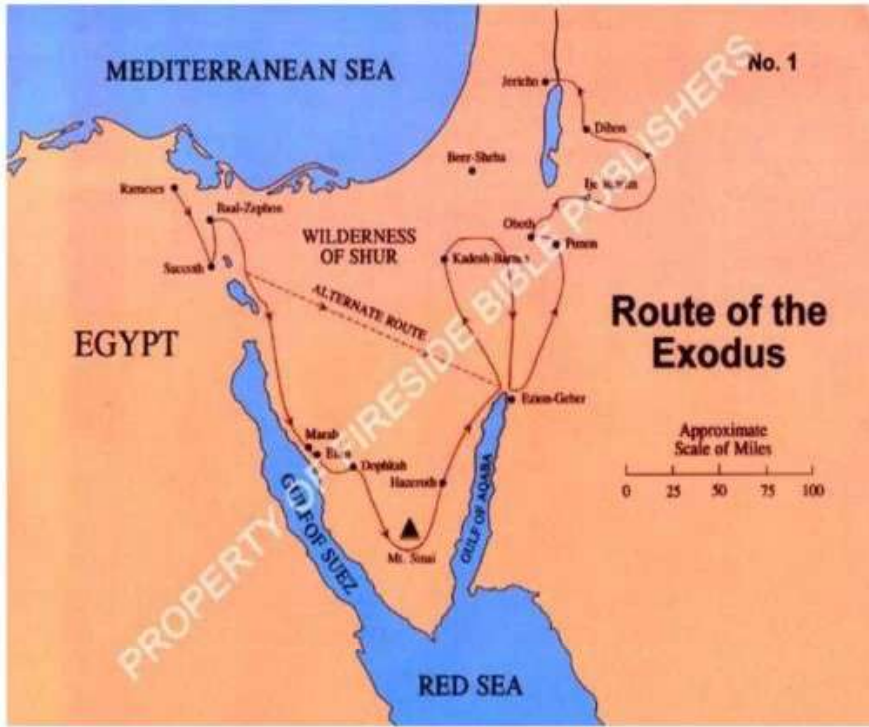 No. 1
MEDITERRANEAN SEA
Jericho
Dibon
Beer-Sheba
Rameses
Baal-Zephon
Oboth
Punon
WILDERNESS
OF SHUR
Succoth
ALTERNATE ROUTE
EGYPT
Route of the
Exodus
Ezion-Geber
Approximate
Scale of Miles
0 25 50 75 100
Marah
Dophkah
Hazeroth
Mt. Sinai
GULF OF SUEZ
GULF OF AQABA
RED SEA
PROPERTY OF FIRESIDE BIBLE PUBLISHERS